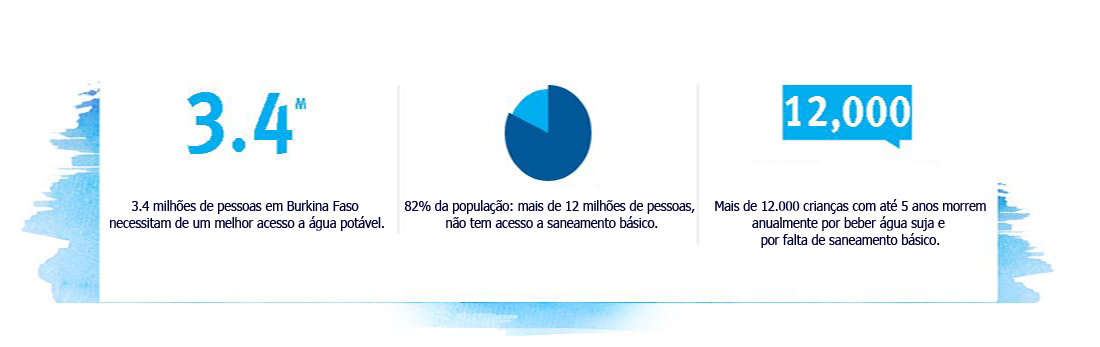 3.4 M
3.4 milhões de pessoas em Burkina Faso
necessitam de um melhor acesso a água potável.
82% da população: mais de 12 milhões de pessoas,
não tem acesso a saneamento básico.
12,000
Mais de 12.000 crianças com até 5 anos morrem
anualmente por beber água suja e
por falta de saneamento básico.